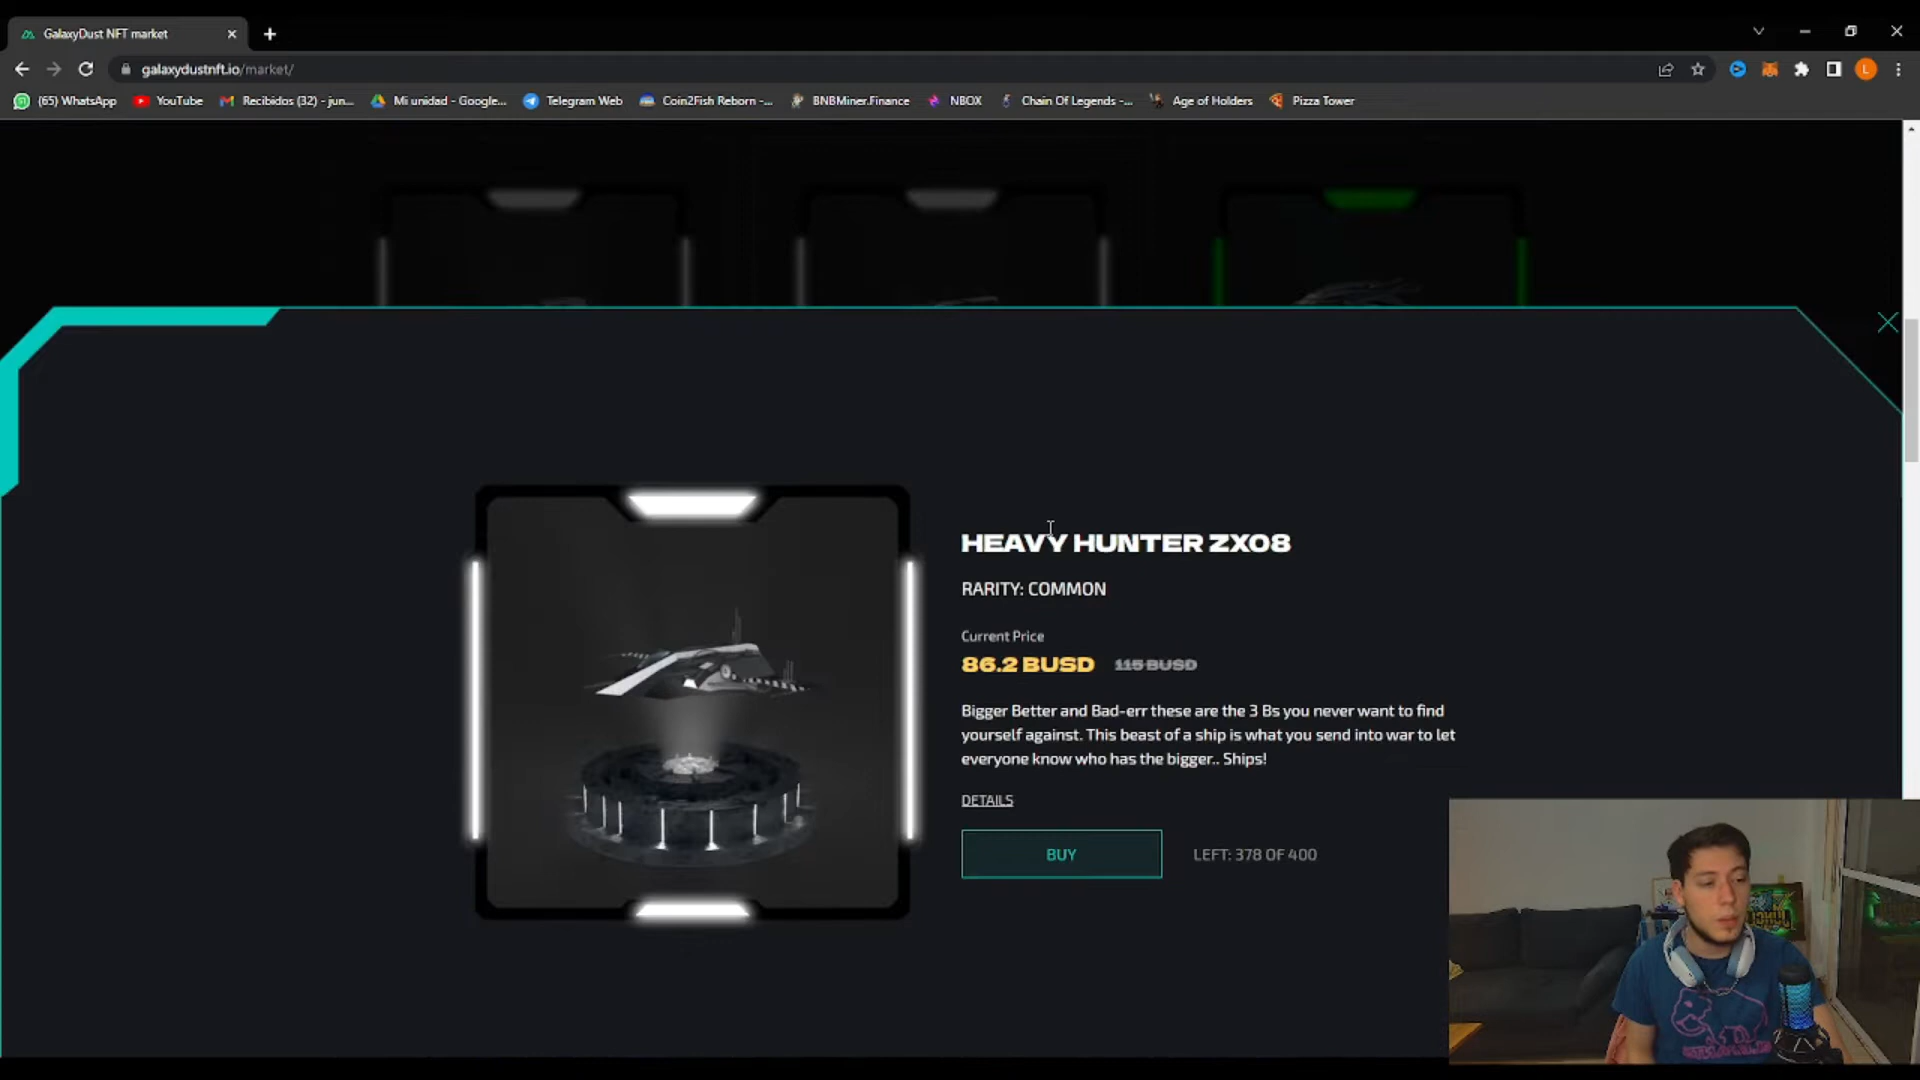 GalaxyDust NFT market
galaxydustnft.io/market/
L
(65) WhatsApp
YouTube
Recibidos (32) - jun...
Mi unidad - Google...
Telegram Web
Coin2Fish Reborn -...
BNBMiner.Finance
NBOX
Chain Of Legends -...
Age of Holders
Pizza Tower
HEAVY HUNTER ZX08
RARITY: COMMON
Current Price
86.2 BUSD 115 BUSD
Bigger Better and Bad-err these are the 3 Bs you never want to find
yourself against. This beast of a ship is what you send into war to let
everyone know who has the bigger.. Ships!
DETAILS
BUY
LEFT: 378 OF 400